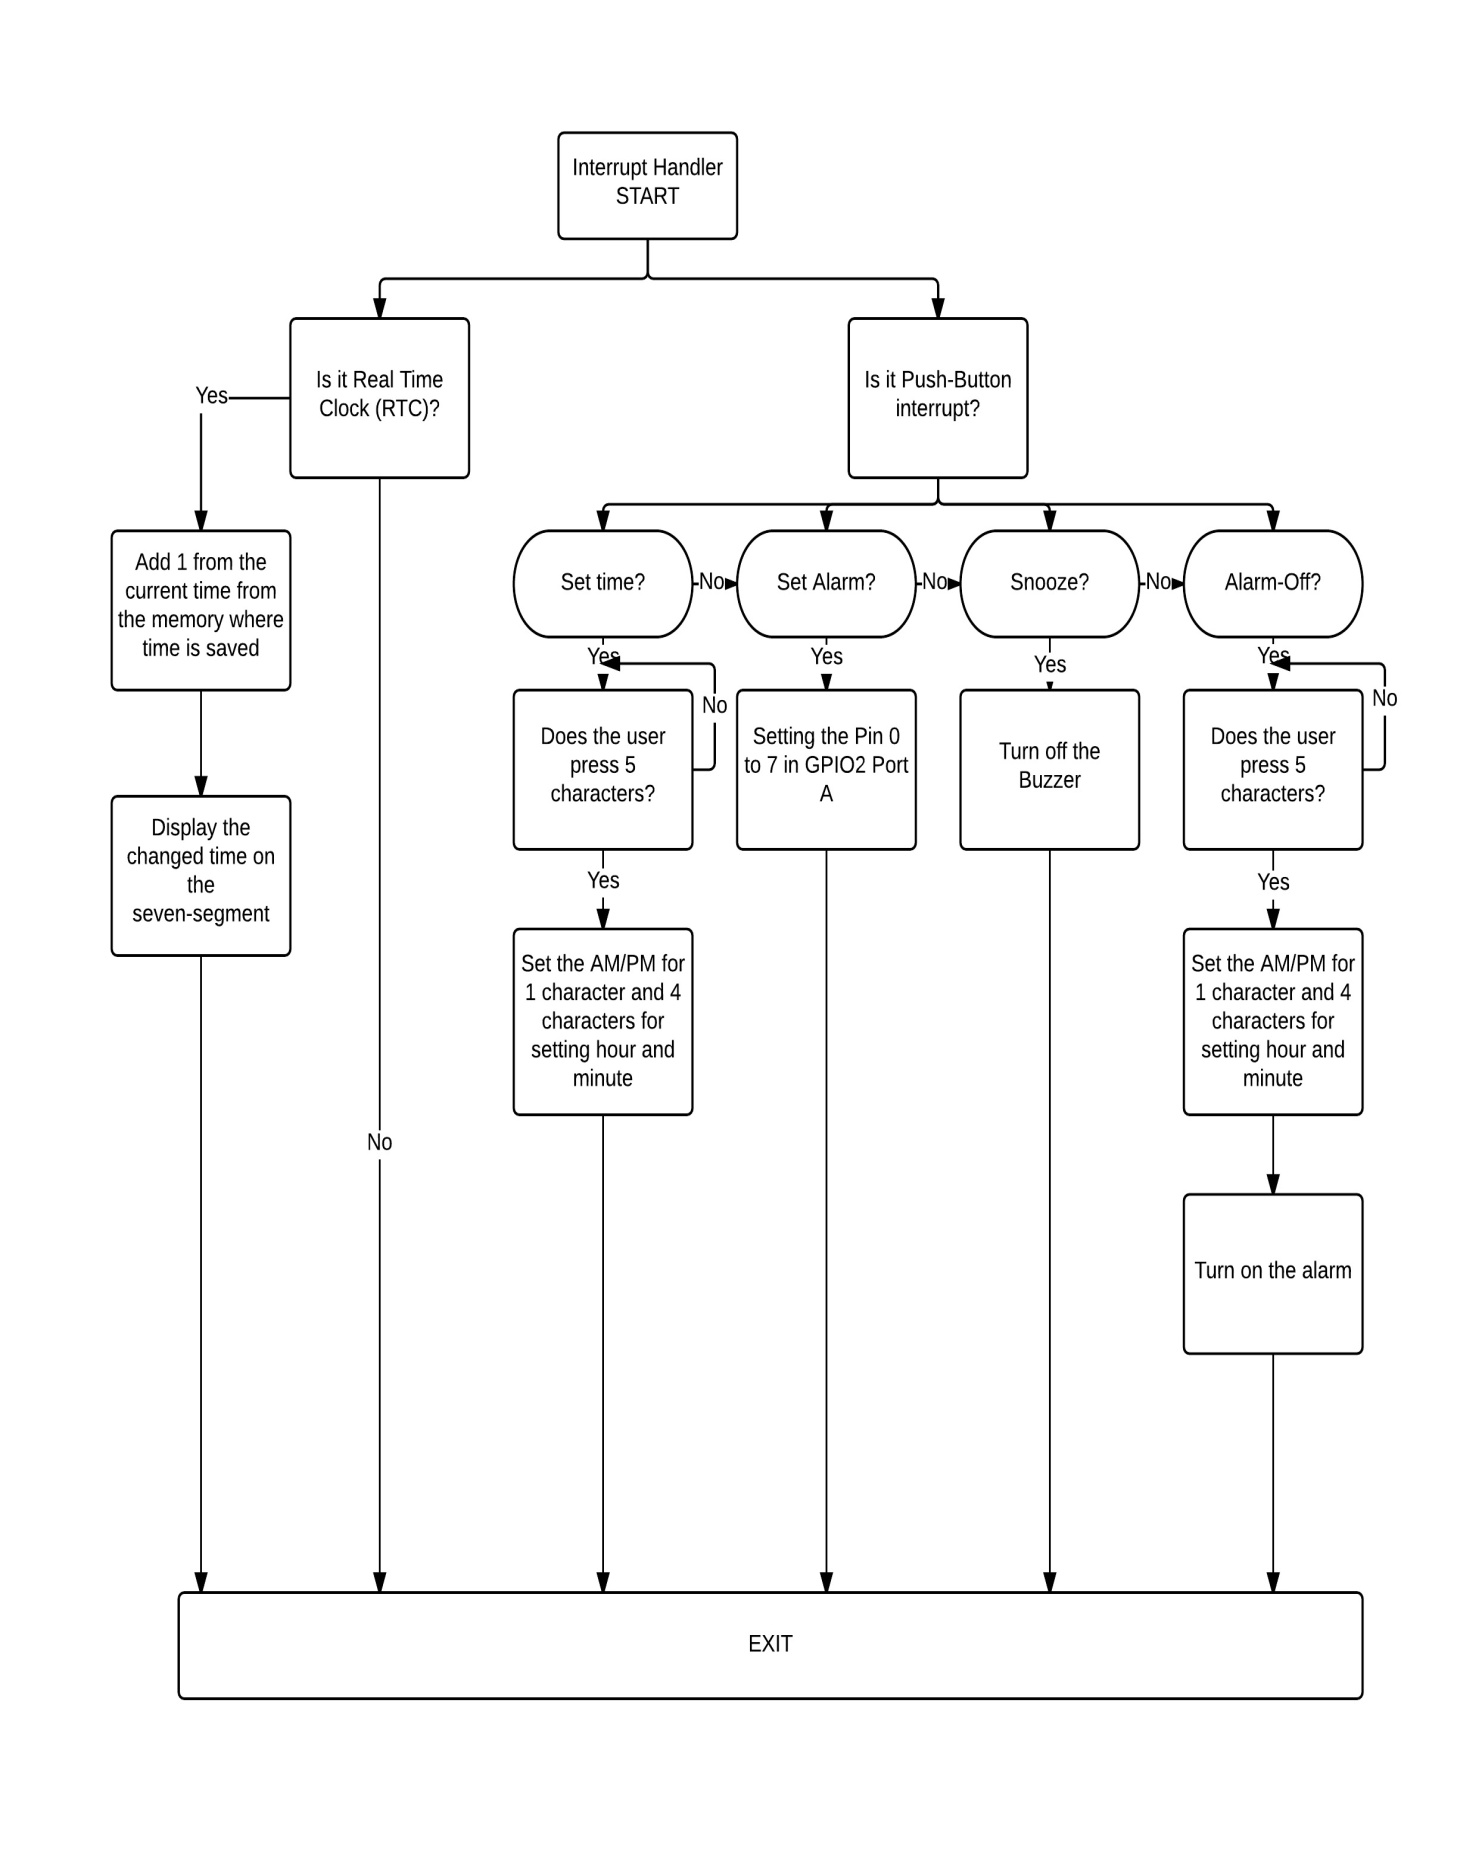 Interrupt Handler
START
Is it Real Time
Clock (RTC)?
Is it Push-Button
interrupt?
Yes
Add 1 from the
current time from
the memory where
time is saved
Set time?
No
Set Alarm?
No
Snooze?
No
Alarm-Off?
Yes
Yes
Yes
Yes
No
No
Does the user
press 5
characters?
Setting the Pin 0
to 7 in GPIO2 Port
A
Turn off the
Buzzer
Does the user
press 5
characters?
Display the
changed time on
the
seven-segment
Yes
Yes
Set the AM/PM for
1 character and 4
characters for
setting hour and
minute
Set the AM/PM for
1 character and 4
characters for
setting hour and
minute
No
Turn on the alarm
EXIT